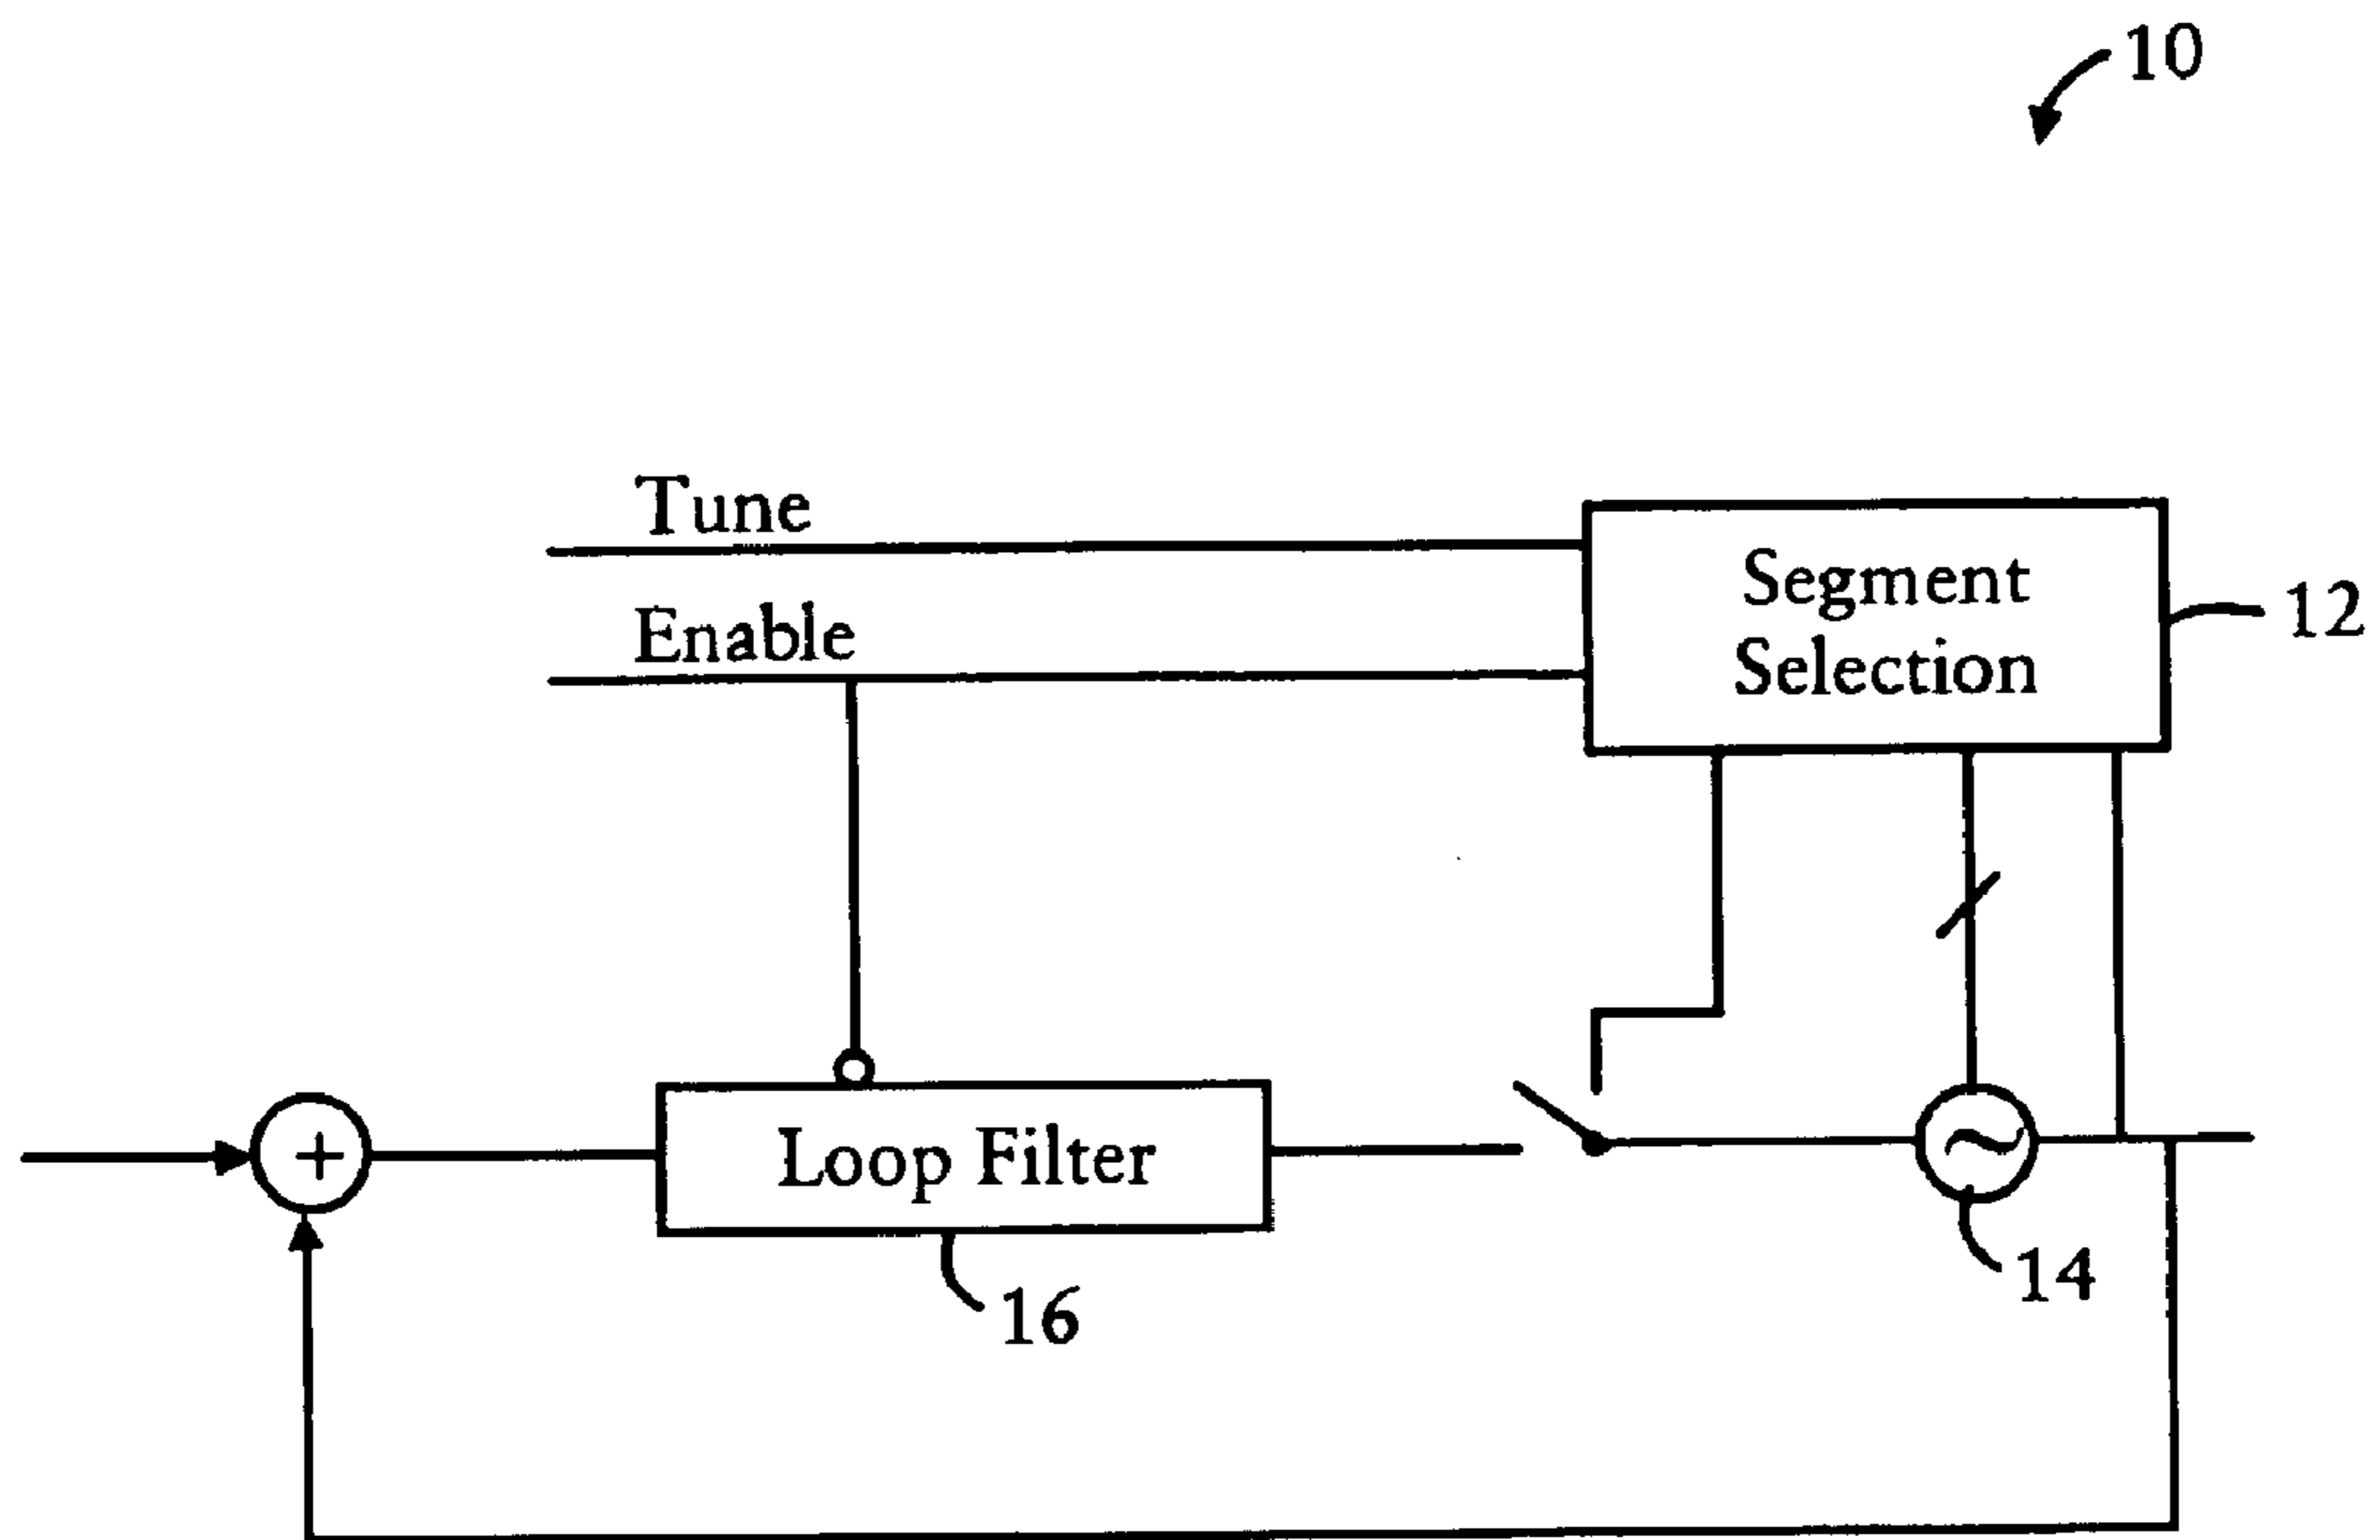 10
Tune
Enable
Segment
Selection
12
+
Loop Filter
14
16